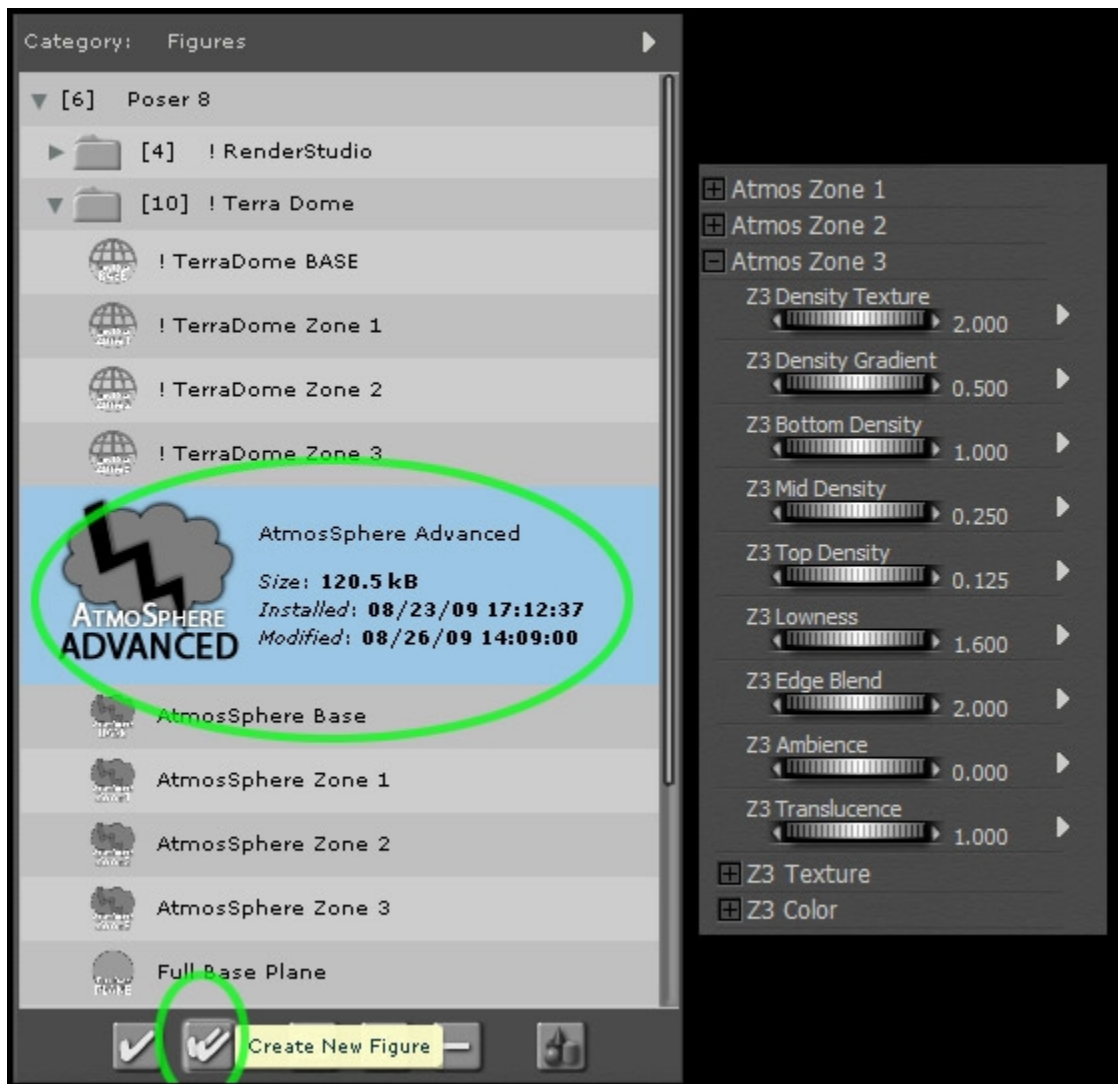 Category: Figures
[6] Poser 8
[4] ! RenderStudio
[10] ! Terra Dome
! TerraDome BASE
! TerraDome Zone 1
! TerraDome Zone 2
! TerraDome Zone 3
ATMOSPHERE
ADVANCED
AtmosSphere Advanced
Size: 120.5 kB
Installed: 08/23/09 17:12:37
Modified: 08/26/09 14:09:00
AtmosSphere Base
AtmosSphere Zone 1
AtmosSphere Zone 2
AtmosSphere Zone 3
Full Base Plane
Create New Figure
Atmos Zone 1
Atmos Zone 2
Atmos Zone 3
Z3 Density Texture
2.000
Z3 Density Gradient
0.500
Z3 Bottom Density
1.000
Z3 Mid Density
0.250
Z3 Top Density
0.125
Z3 Lowness
1.600
Z3 Edge Blend
2.000
Z3 Ambience
0.000
Z3 Translucence
1.000
Z3 Texture
Z3 Color